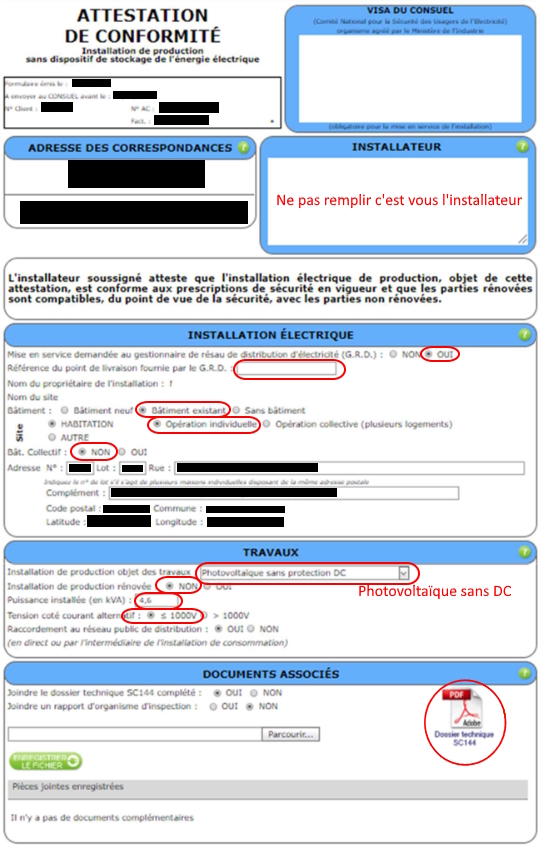 ATTESTATION
DE CONFORMITÉ
Installation de production
sans dispositif de stockage de l'énergie électrique
VISA DU CONSUEL
(Comité National pour la Sécurité des Usagers de l'Electricité)
organisme agréé par le Ministère de l'Industrie
(obligatoire pour la mise en service de l'installation)
Formulaire émis le :
A envoyer au CONSUEL avant le :
N° Client :
N° AC :
Fact. :
ADRESSE DES CORRESPONDANCES
INSTALLATEUR
Ne pas remplir c'est vous l'installateur
L'installateur soussigné atteste que l'installation électrique de production, objet de cette
attestation, est conforme aux prescriptions de sécurité en vigueur et que les parties rénovées
sont compatibles, du point de vue de la sécurité, avec les parties non rénovées.
INSTALLATION ÉLECTRIQUE
Mise en service demandée au gestionnaire de résau de distribution d'électricité (G.R.D.) : NON OUI
Référence du point de livraison fournie par le G.R.D. :
Nom du propriétaire de l'installation :
Nom du site
Bâtiment : Bâtiment neuf Bâtiment existant Sans bâtiment
Site
HABITATION Opération individuelle Opération collective (plusieurs logements)
AUTRE
Bât. Collectif : NON OUI
Adresse N° : Lot : Rue :
Indiquez le n° de lot s'il s'agit de plusieurs maisons individuelles disposant de la même adresse postale
Complément :
Code postal : Commune :
Latitude : Longitude :
TRAVAUX
Installation de production objet des travaux Photovoltaïque sans protection DC
Installation de production rénovée NON OUI
Photovoltaïque sans DC
Puissance installée (en kVA) : 4,6
Tension coté courant alternatif : ≤ 1000V > 1000V
Raccordement au réseau public de distribution : OUI NON
(en direct ou par l'intermédiaire de l'installation de consommation)
DOCUMENTS ASSOCIÉS
Joindre le dossier technique SC144 complété : OUI NON
Joindre un rapport d'organisme d'inspection : OUI NON
Parcourir...
PDF
Adobe
Dossier technique
SC144
ENREGISTRER
LE FICHIER
Pièces jointes enregistrées
Il n'y a pas de documents complémentaires